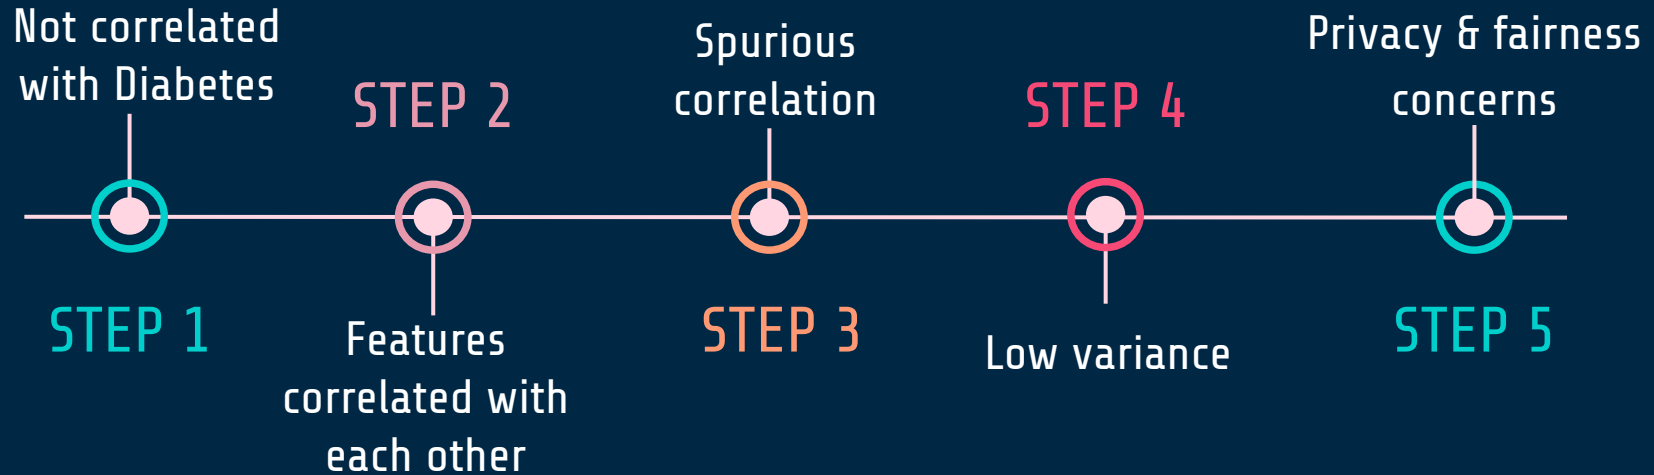 Not correlated
with Diabetes
STEP 1
STEP 2
Features
correlated with
each other
Spurious
correlation
STEP 3
STEP 4
Low variance
Privacy & fairness
concerns
STEP 5